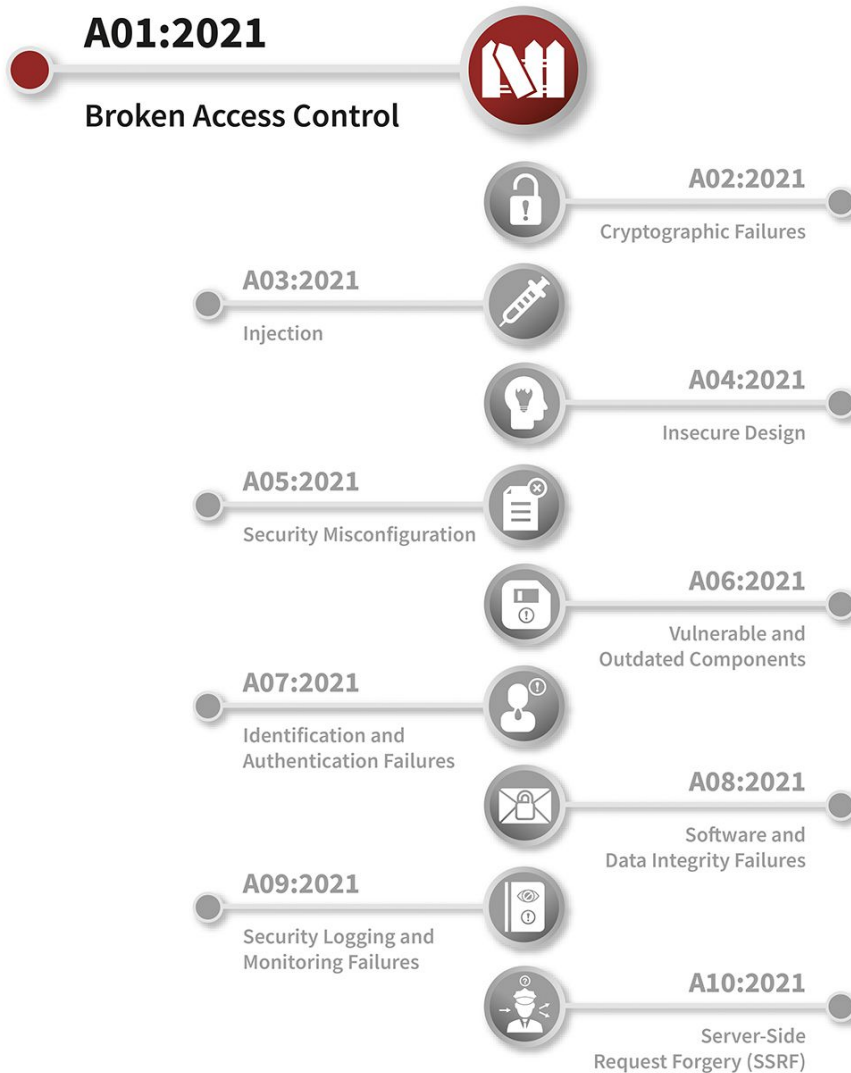 A01:2021
Broken Access Control
A02:2021
Cryptographic Failures
A03:2021
Injection
A04:2021
Insecure Design
A05:2021
Security Misconfiguration
A06:2021
Vulnerable and
Outdated Components
A07:2021
Identification and
Authentication Failures
A08:2021
Software and
Data Integrity Failures
A09:2021
Security Logging and
Monitoring Failures
A10:2021
Server-Side
Request Forgery (SSRF)